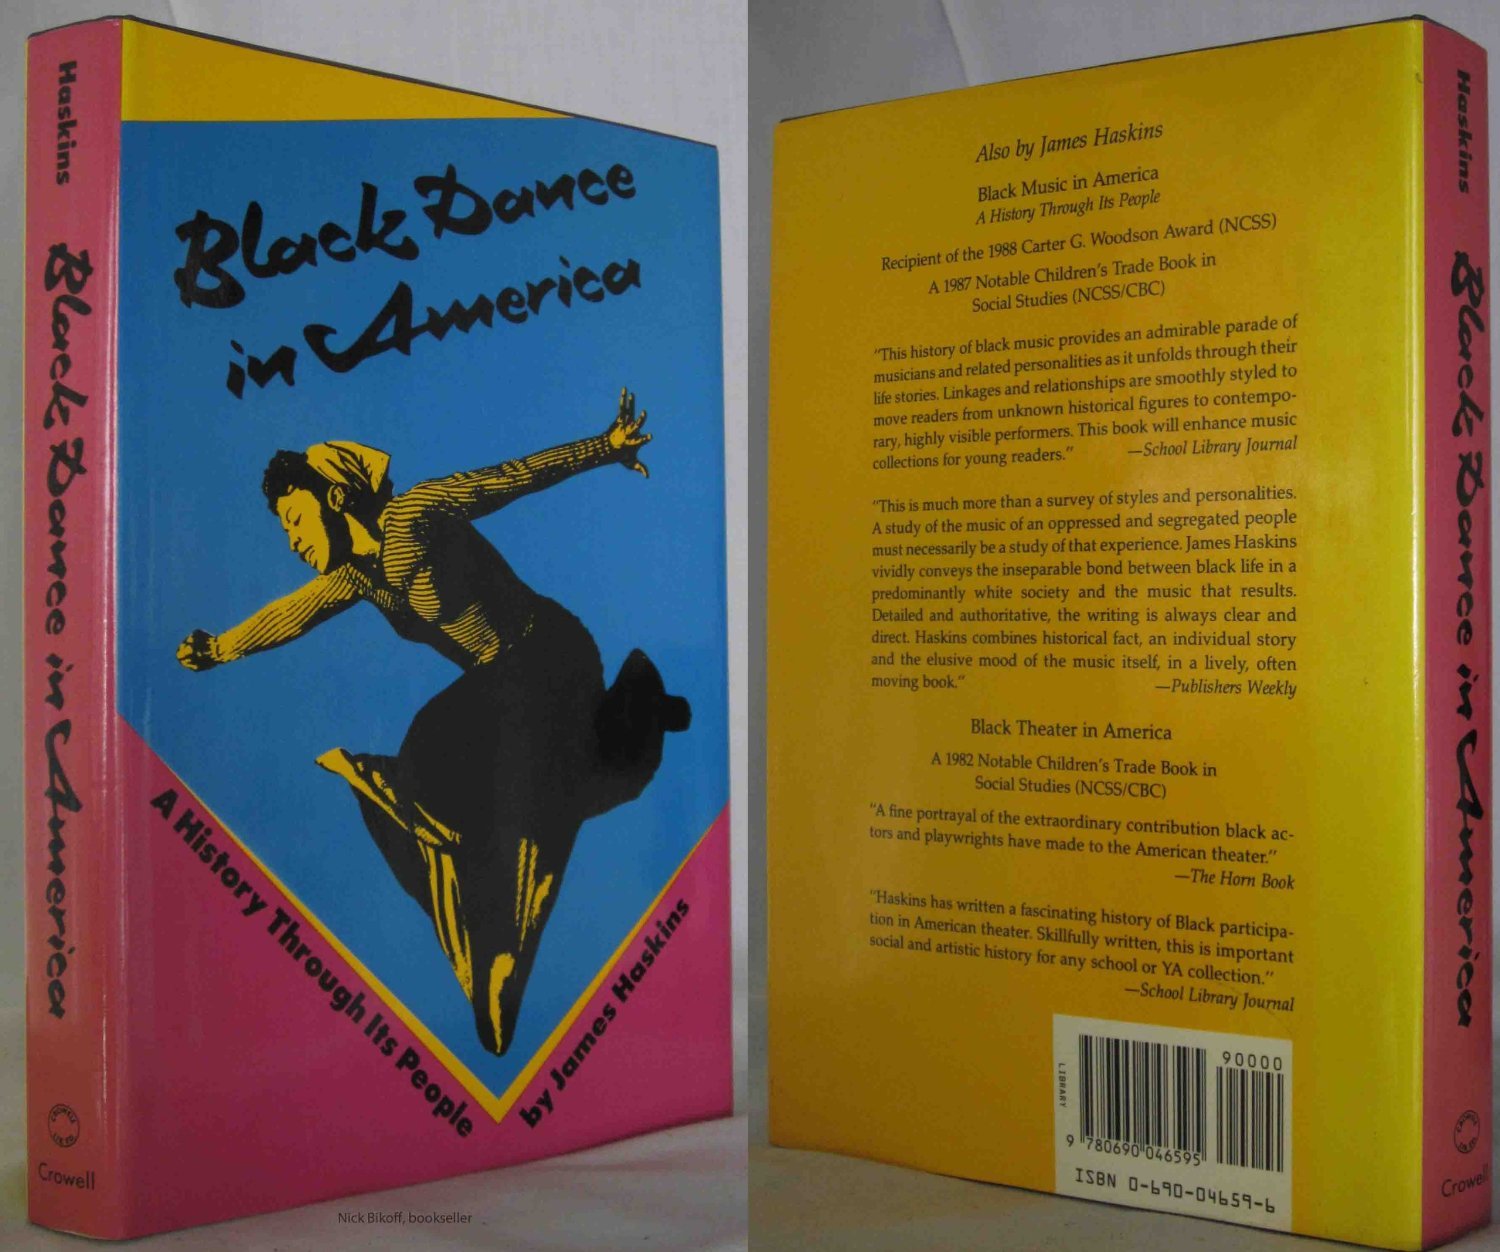 Haskins
Black Dance in America
CROWELL
LIB. ED.
Crowell
Black Dance
in America
A History Through Its People
by James Haskins
Nick Bikoff, bookseller
Also by James Haskins
Black Music in America
A History Through Its People
Recipient of the 1988 Carter G. Woodson Award (NCSS)
A 1987 Notable Children's Trade Book in
Social Studies (NCSS/CBC)
"This history of black music provides an admirable parade of
musicians and related personalities as it unfolds through their
life stories. Linkages and relationships are smoothly styled to
move readers from unknown historical figures to contempo-
rary, highly visible performers. This book will enhance music
collections for young readers." —School Library Journal
"This is much more than a survey of styles and personalities.
A study of the music of an oppressed and segregated people
must necessarily be a study of that experience. James Haskins
vividly conveys the inseparable bond between black life in a
predominantly white society and the music that results.
Detailed and authoritative, the writing is always clear and
direct. Haskins combines historical fact, an individual story
and the elusive mood of the music itself, in a lively, often
moving book." —Publishers Weekly
Black Theater in America
A 1982 Notable Children's Trade Book in
Social Studies (NCSS/CBC)
"A fine portrayal of the extraordinary contribution black ac-
tors and playwrights have made to the American theater."
—The Horn Book
"Haskins has written a fascinating history of Black participa-
tion in American theater. Skillfully written, this is important
social and artistic history for any school or YA collection."
—School Library Journal
LIBRARY
90000
9 780690 046595
ISBN 0-690-04659-6
Haskins
Black Dance in America
CROWELL
LIB. ED.
Crowell